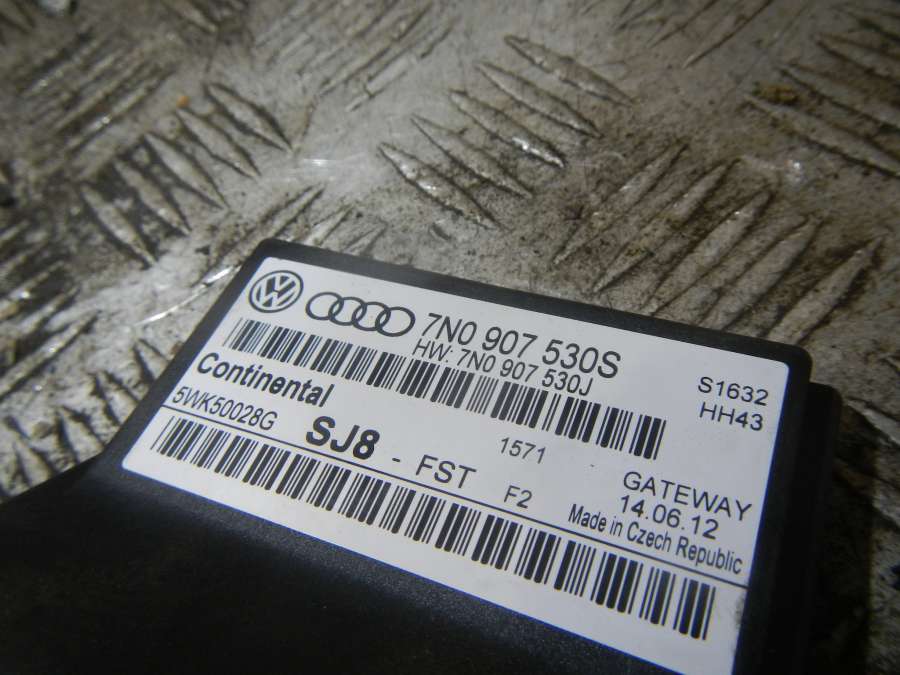 7N0 907 530S
HW: 7N0 907 530J
S1632
HH43
Continental
5WK50028G
SJ8 - FST
1571
F2
GATEWAY
14.06.12
Made in Czech Republic